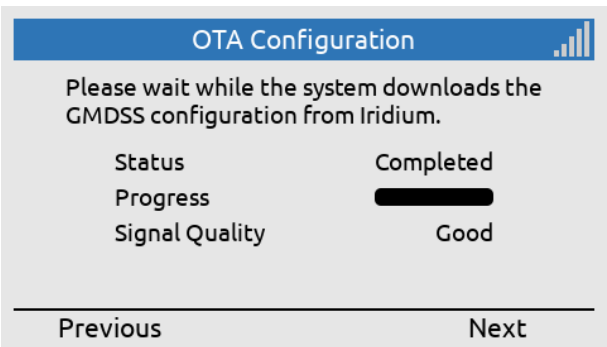 OTA Configuration
Please wait while the system downloads the
GMDSS configuration from Iridium.
Status Completed
Progress
Signal Quality Good
Previous Next